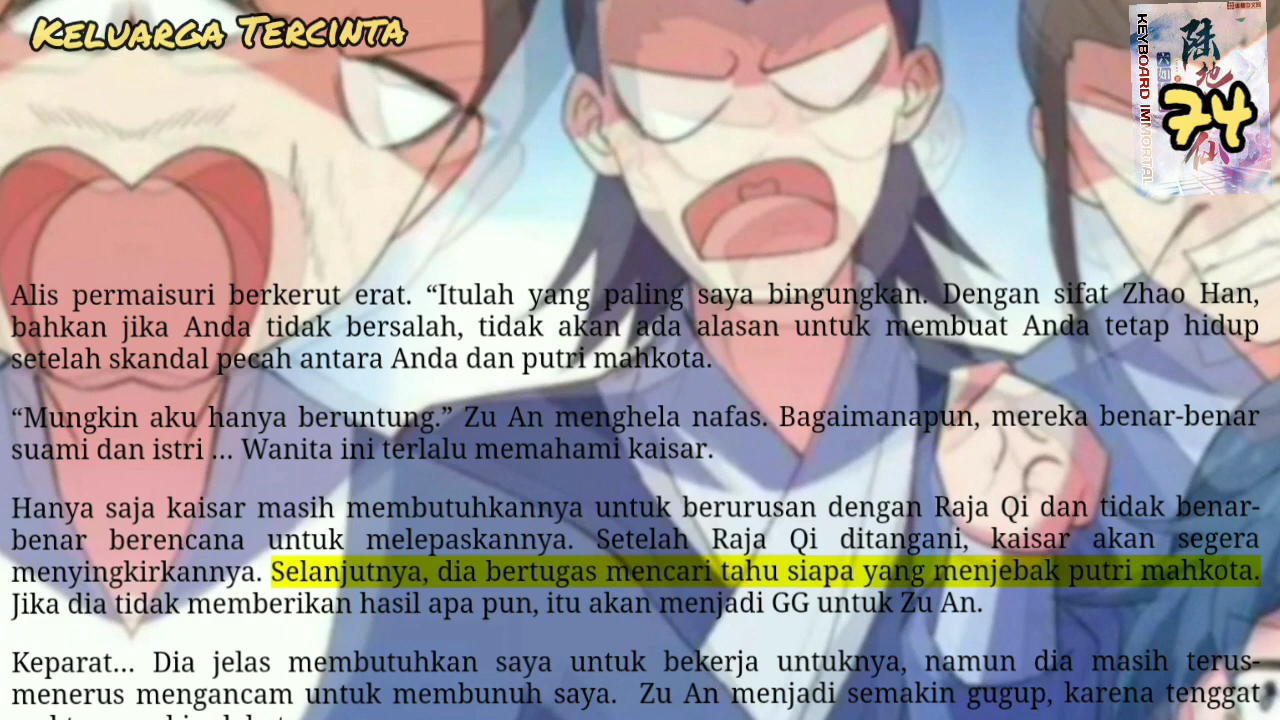 Keluarga Tercinta
KEYBOARD IMMORTAL
陆地
仙
74
Alis permaisuri berkerut erat. “Itulah yang paling saya bingungkan. Dengan sifat Zhao Han,
bahkan jika Anda tidak bersalah, tidak akan ada alasan untuk membuat Anda tetap hidup
setelah skandal pecah antara Anda dan putri mahkota.
“Mungkin aku hanya beruntung.” Zu An menghela nafas. Bagaimanapun, mereka benar-benar
suami dan istri … Wanita ini terlalu memahami kaisar.
Hanya saja kaisar masih membutuhkannya untuk berurusan dengan Raja Qi dan tidak benar-
benar berencana untuk melepaskannya. Setelah Raja Qi ditangani, kaisar akan segera
menyingkirkannya. Selanjutnya, dia bertugas mencari tahu siapa yang menjebak putri mahkota.
Jika dia tidak memberikan hasil apa pun, itu akan menjadi GG untuk Zu An.
Keparat… Dia jelas membutuhkan saya untuk bekerja untuknya, namun dia masih terus-
menerus mengancam untuk membunuh saya. Zu An menjadi semakin gugup, karena tenggat